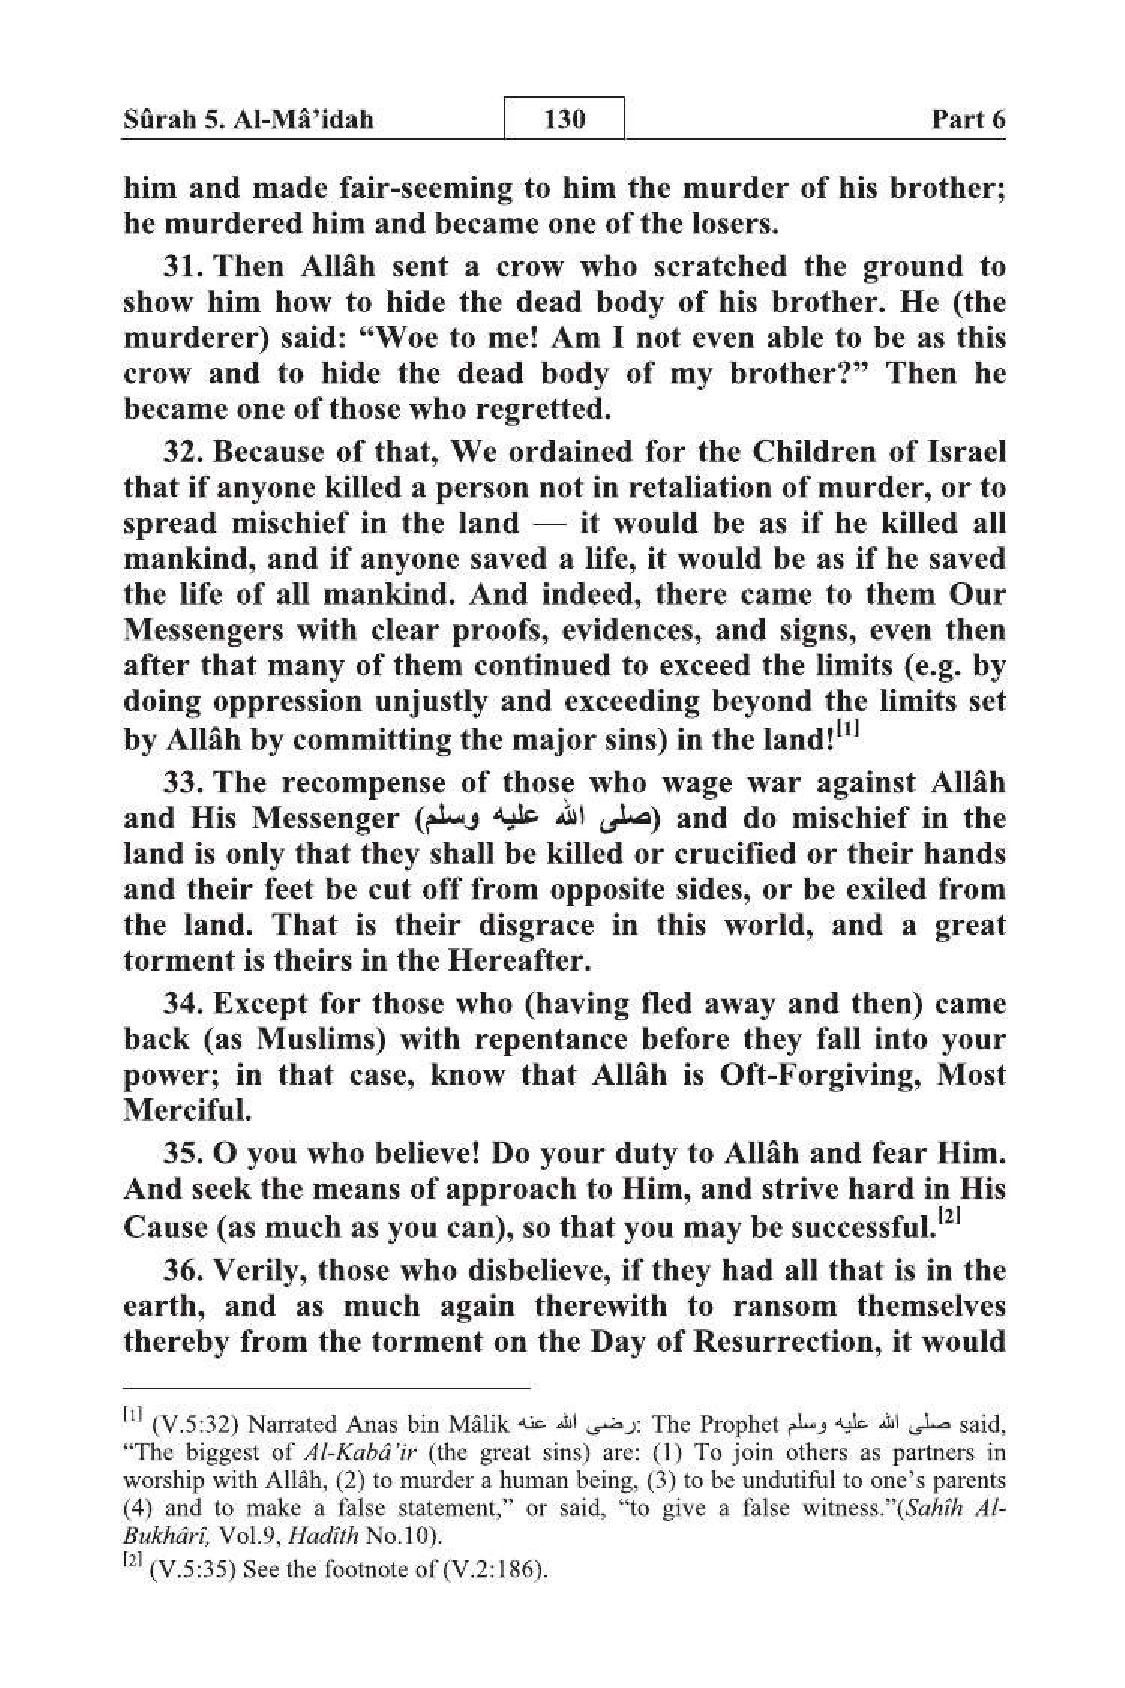 Sûrah 5. Al-Mâ’idah 130 Part 6
him and made fair-seeming to him the murder of his brother;
he murdered him and became one of the losers.
31. Then Allâh sent a crow who scratched the ground to
show him how to hide the dead body of his brother. He (the
murderer) said: “Woe to me! Am I not even able to be as this
crow and to hide the dead body of my brother?” Then he
became one of those who regretted.
32. Because of that, We ordained for the Children of Israel
that if anyone killed a person not in retaliation of murder, or to
spread mischief in the land — it would be as if he killed all
mankind, and if anyone saved a life, it would be as if he saved
the life of all mankind. And indeed, there came to them Our
Messengers with clear proofs, evidences, and signs, even then
after that many of them continued to exceed the limits (e.g. by
doing oppression unjustly and exceeding beyond the limits set
by Allâh by committing the major sins) in the land![1]
33. The recompense of those who wage war against Allâh
and His Messenger (صلى الله عليه وسلم) and do mischief in the
land is only that they shall be killed or crucified or their hands
and their feet be cut off from opposite sides, or be exiled from
the land. That is their disgrace in this world, and a great
torment is theirs in the Hereafter.
34. Except for those who (having fled away and then) came
back (as Muslims) with repentance before they fall into your
power; in that case, know that Allâh is Oft-Forgiving, Most
Merciful.
35. O you who believe! Do your duty to Allâh and fear Him.
And seek the means of approach to Him, and strive hard in His
Cause (as much as you can), so that you may be successful.[2]
36. Verily, those who disbelieve, if they had all that is in the
earth, and as much again therewith to ransom themselves
thereby from the torment on the Day of Resurrection, it would
[1] (V.5:32) Narrated Anas bin Mâlik رضى الله عنه: The Prophet صلى الله عليه وسلم said,
“The biggest of Al-Kabâ’ir (the great sins) are: (1) To join others as partners in
worship with Allâh, (2) to murder a human being, (3) to be undutiful to one’s parents
(4) and to make a false statement,” or said, “to give a false witness.”(Sahîh Al-
Bukhârî, Vol.9, Hadîth No.10).
[2] (V.5:35) See the footnote of (V.2:186).